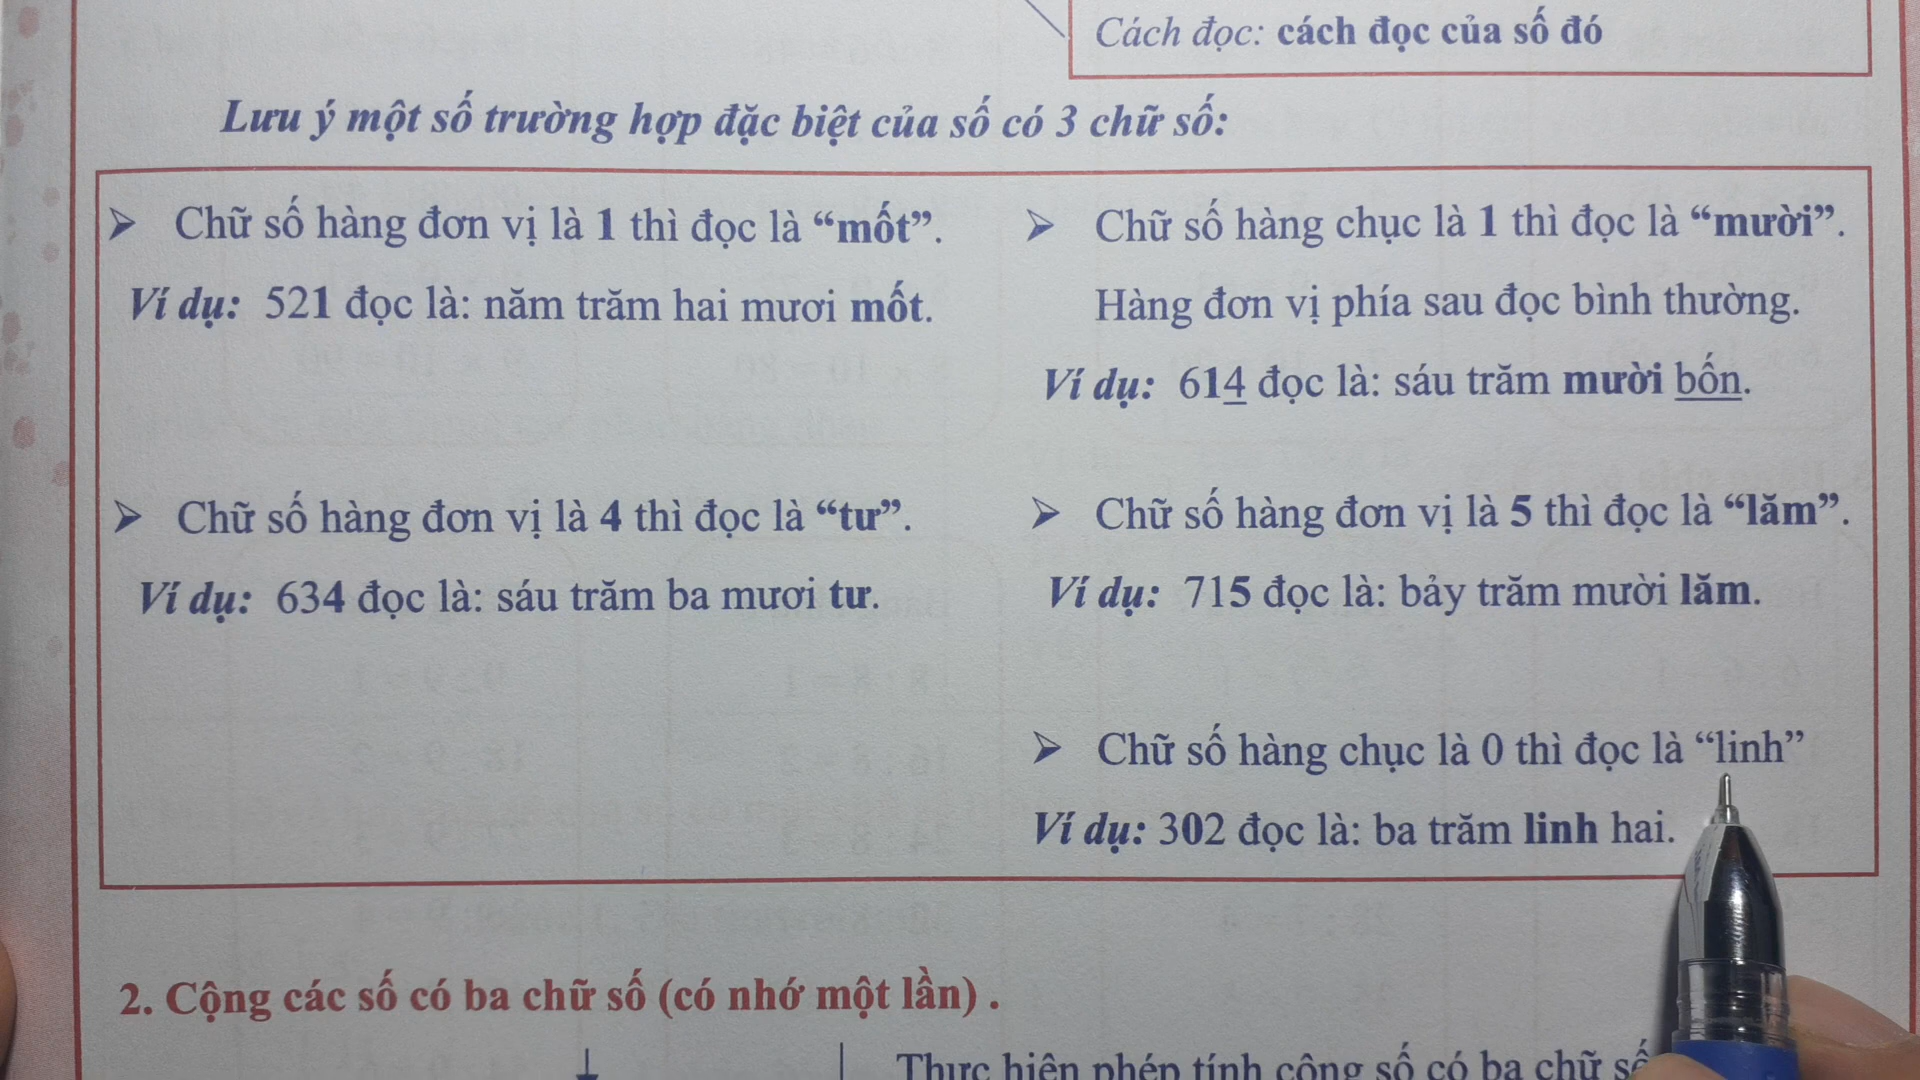 Cách đọc: cách đọc của số đó
Lưu ý một số trường hợp đặc biệt của số có 3 chữ số:
➢ Chữ số hàng đơn vị là 1 thì đọc là “mốt”.
Ví dụ: 521 đọc là: năm trăm hai mươi mốt.
➢ Chữ số hàng chục là 1 thì đọc là “mười”.
Hàng đơn vị phía sau đọc bình thường.
Ví dụ: 614 đọc là: sáu trăm mười bốn.
➢ Chữ số hàng đơn vị là 4 thì đọc là “tư”.
Ví dụ: 634 đọc là: sáu trăm ba mươi tư.
➢ Chữ số hàng đơn vị là 5 thì đọc là “lăm”.
Ví dụ: 715 đọc là: bảy trăm mười lăm.
➢ Chữ số hàng chục là 0 thì đọc là “linh”
Ví dụ: 302 đọc là: ba trăm linh hai.
2. Cộng các số có ba chữ số (có nhớ một lần) .
Thực hiện phép tính cộng số có ba chữ số